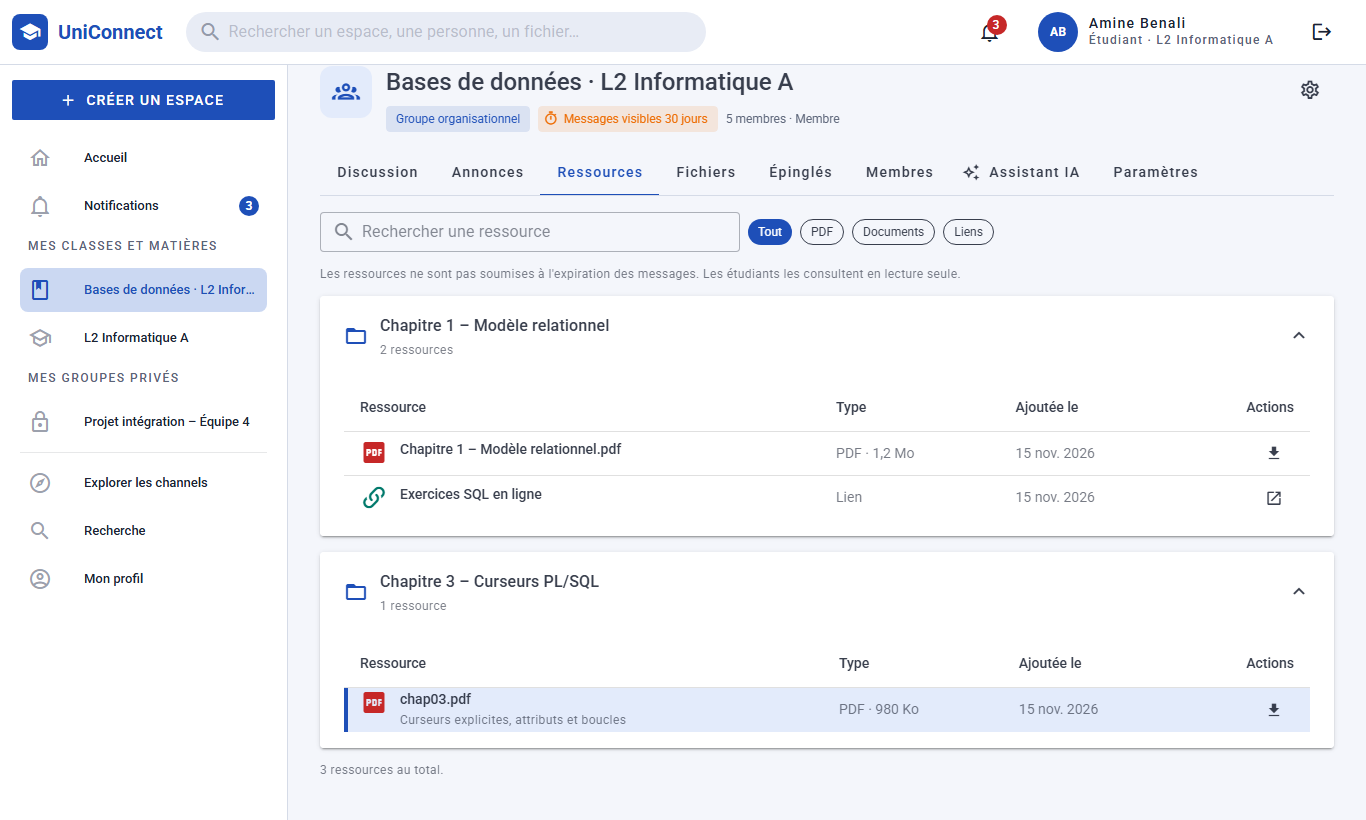 UniConnect
Rechercher un espace, une personne, un fichier…
3
AB
Amine Benali
Étudiant · L2 Informatique A
CRÉER UN ESPACE
Accueil
Notifications
3
MES CLASSES ET MATIÈRES
Bases de données · L2 Infor…
L2 Informatique A
MES GROUPES PRIVÉS
Projet intégration – Équipe 4
Explorer les channels
Recherche
Mon profil
Bases de données · L2 Informatique A
Groupe organisationnel
Messages visibles 30 jours
5 membres · Membre
Discussion
Annonces
Ressources
Fichiers
Épinglés
Membres
Assistant IA
Paramètres
Rechercher une ressource
Tout
PDF
Documents
Liens
Les ressources ne sont pas soumises à l'expiration des messages. Les étudiants les consultent en lecture seule.
Chapitre 1 – Modèle relationnel
2 ressources
Ressource Type Ajoutée le Actions
PDF Chapitre 1 – Modèle relationnel.pdf PDF · 1,2 Mo 15 nov. 2026
Exercices SQL en ligne Lien 15 nov. 2026
Chapitre 3 – Curseurs PL/SQL
1 ressource
Ressource Type Ajoutée le Actions
PDF chap03.pdf PDF · 980 Ko 15 nov. 2026
Curseurs explicites, attributs et boucles
3 ressources au total.